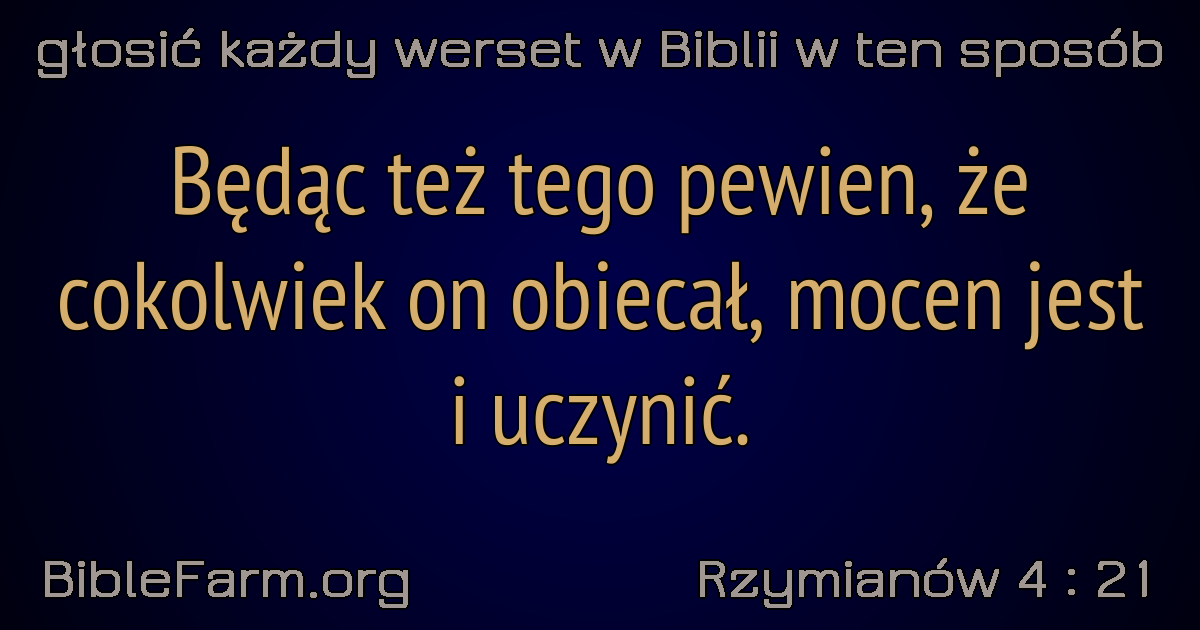 głosić każdy werset w Biblii w ten sposób
Będąc też tego pewien, że
cokolwiek on obiecał, mocen jest
i uczynić.
BibleFarm.org
Rzymianów 4 : 21